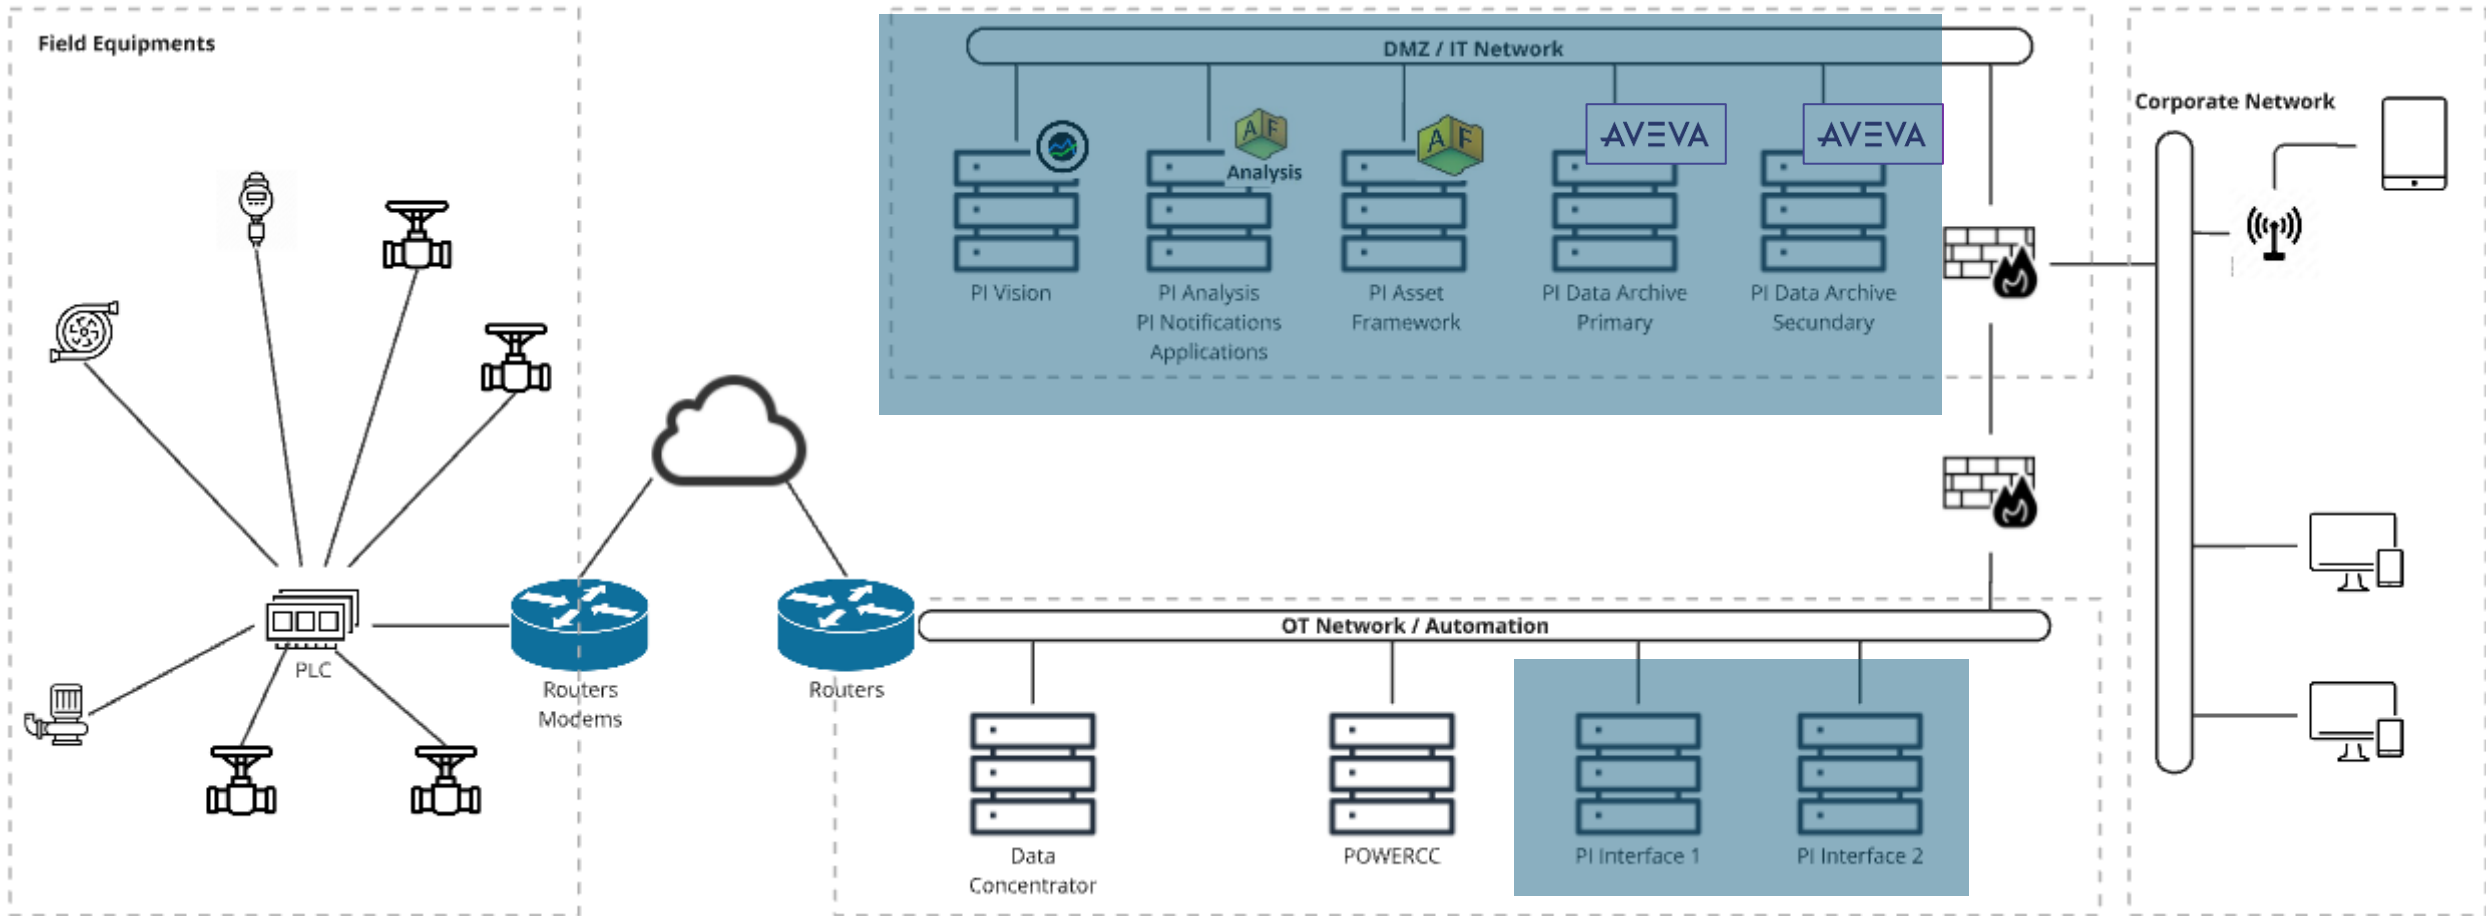 Field Equipments
PLC
Routers
Modems
Routers
DMZ / IT Network
Analysis
AF
AF
AVEVA
AVEVA
PI Vision
PI Analysis
PI Notifications
Applications
PI Asset
Framework
PI Data Archive
Primary
PI Data Archive
Secundary
OT Network / Automation
Data
Concentrator
POWERCC
PI Interface 1
PI Interface 2
Corporate Network